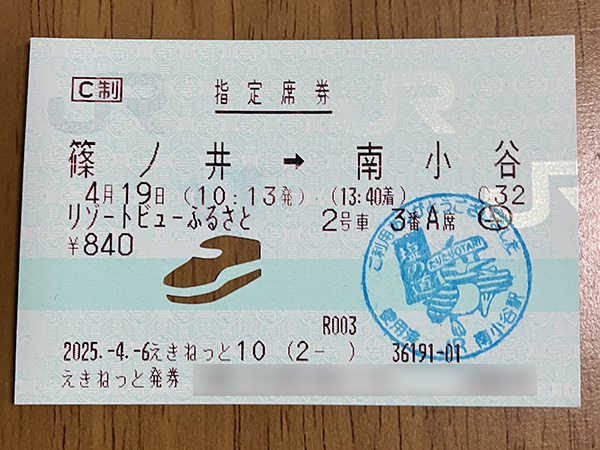 C制
指定席券
篠ノ井 → 南小谷
4月19日 (10:13発) (13:40着) C32
リゾートビューふるさと 2号車 3番A席
¥840
R003
2025.-4.-6えきねっと10 (2- ) 36191-01
えきねっと発券
使用済
南小谷駅